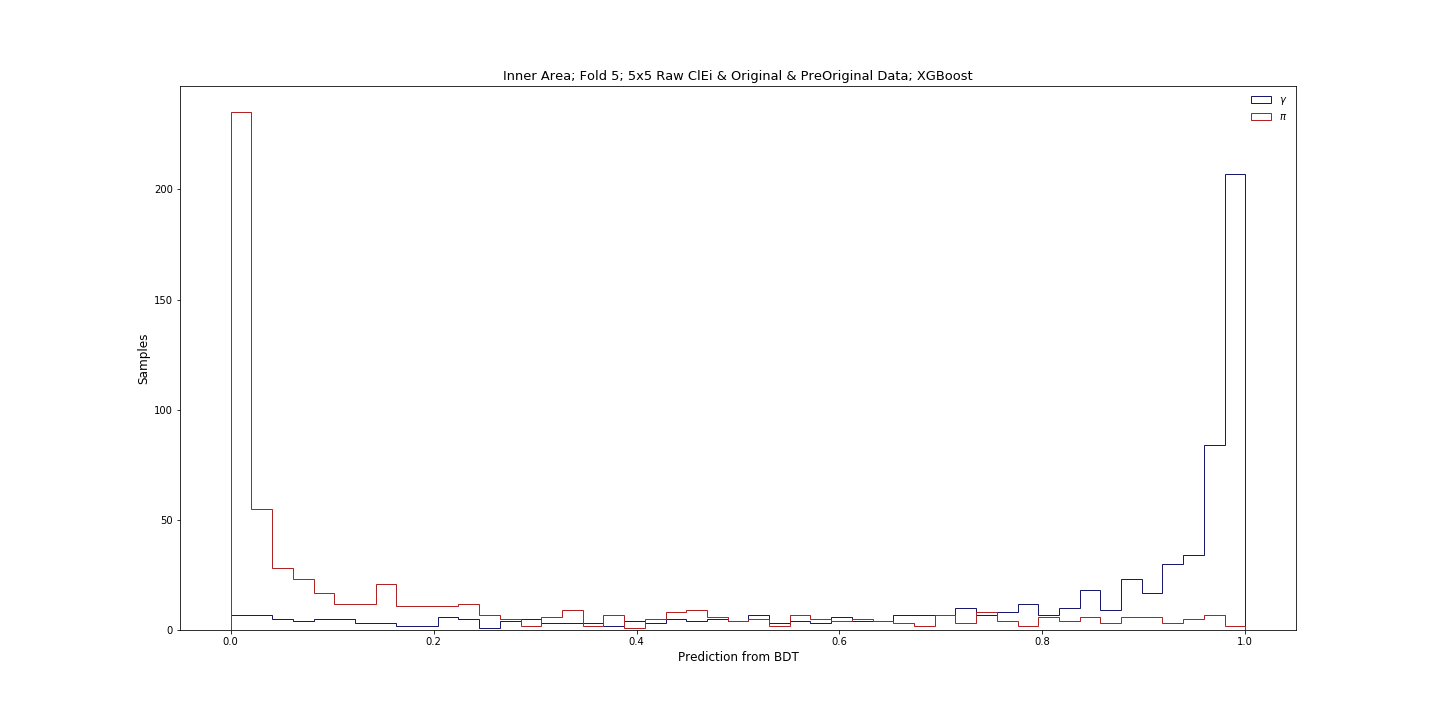 Inner Area; Fold 5; 5x5 Raw ClEi & Original & PreOriginal Data; XGBoost
γ
π
200
150
100
50
0
Samples
0.0 0.2 0.4 0.6 0.8 1.0
Prediction from BDT